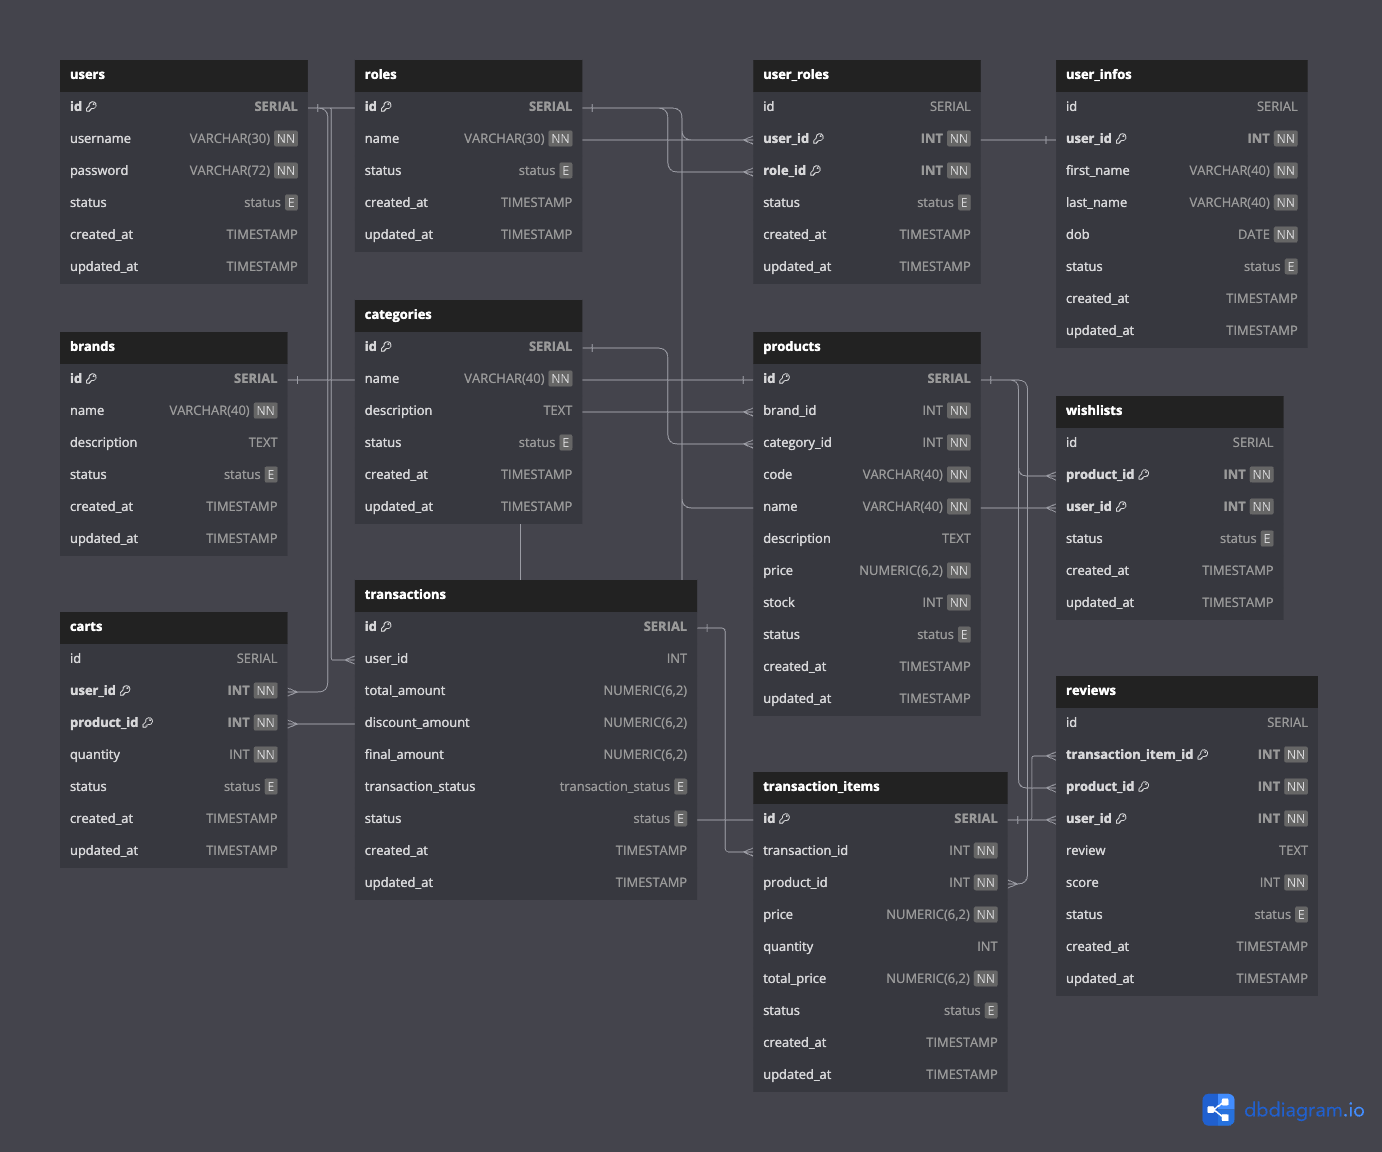 users
id SERIAL
username VARCHAR(30) NN
password VARCHAR(72) NN
status status E
created_at TIMESTAMP
updated_at TIMESTAMP
roles
id SERIAL
name VARCHAR(30) NN
status status E
created_at TIMESTAMP
updated_at TIMESTAMP
user_roles
id SERIAL
user_id INT NN
role_id INT NN
status status E
created_at TIMESTAMP
updated_at TIMESTAMP
user_infos
id SERIAL
user_id INT NN
first_name VARCHAR(40) NN
last_name VARCHAR(40) NN
dob DATE NN
status status E
created_at TIMESTAMP
updated_at TIMESTAMP
brands
id SERIAL
name VARCHAR(40) NN
description TEXT
status status E
created_at TIMESTAMP
updated_at TIMESTAMP
categories
id SERIAL
name VARCHAR(40) NN
description TEXT
status status E
created_at TIMESTAMP
updated_at TIMESTAMP
products
id SERIAL
brand_id INT NN
category_id INT NN
code VARCHAR(40) NN
name VARCHAR(40) NN
description TEXT
price NUMERIC(6,2) NN
stock INT NN
status status E
created_at TIMESTAMP
updated_at TIMESTAMP
wishlists
id SERIAL
product_id INT NN
user_id INT NN
status status E
created_at TIMESTAMP
updated_at TIMESTAMP
carts
id SERIAL
user_id INT NN
product_id INT NN
quantity INT NN
status status E
created_at TIMESTAMP
updated_at TIMESTAMP
transactions
id SERIAL
user_id INT
total_amount NUMERIC(6,2)
discount_amount NUMERIC(6,2)
final_amount NUMERIC(6,2)
transaction_status transaction_status E
status status E
created_at TIMESTAMP
updated_at TIMESTAMP
transaction_items
id SERIAL
transaction_id INT NN
product_id INT NN
price NUMERIC(6,2) NN
quantity INT
total_price NUMERIC(6,2) NN
status status E
created_at TIMESTAMP
updated_at TIMESTAMP
reviews
id SERIAL
transaction_item_id INT NN
product_id INT NN
user_id INT NN
review TEXT
score INT NN
status status E
created_at TIMESTAMP
updated_at TIMESTAMP
dbdiagram.io